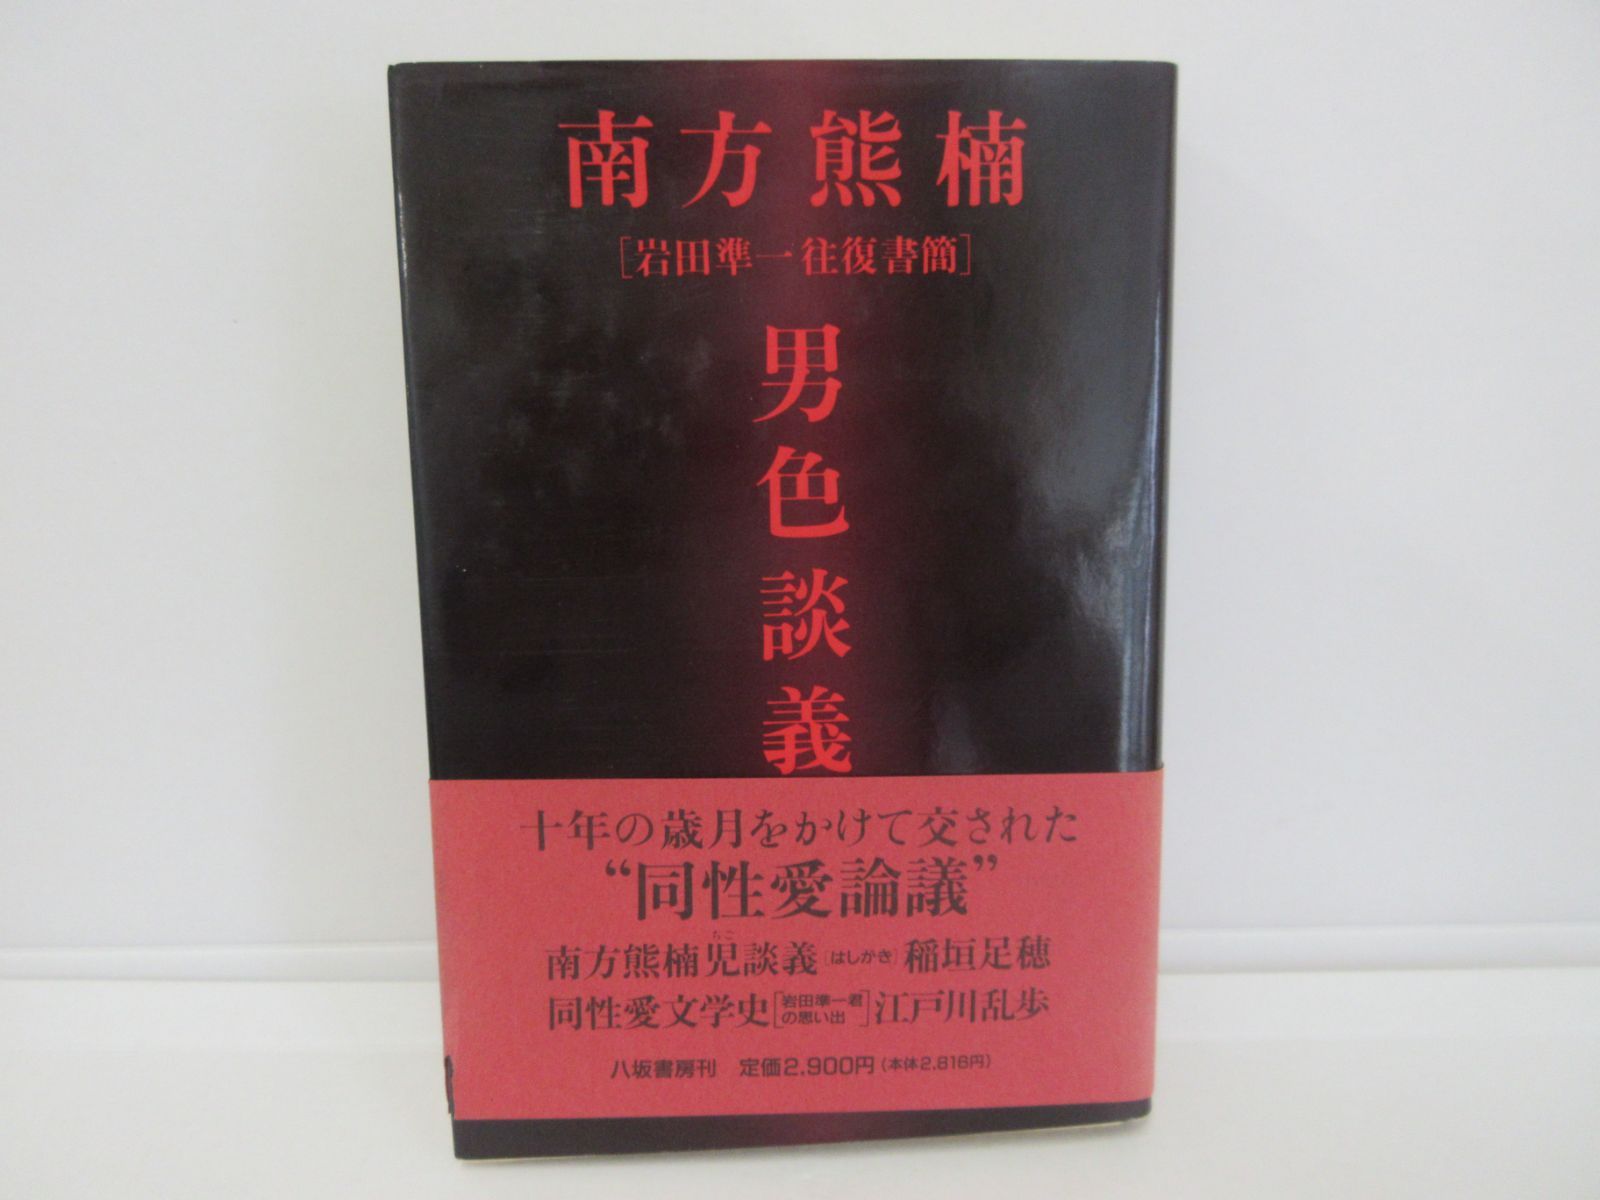 南方熊楠
[岩田準一往復書簡]
男色談義
十年の歳月をかけて交された
“同性愛論議”
ちご
南方熊楠児談義[はしがき]稲垣足穂
同性愛文学史[岩田準一君の思い出]江戸川乱歩
八坂書房刊 定価2,900円(本体2,816円)